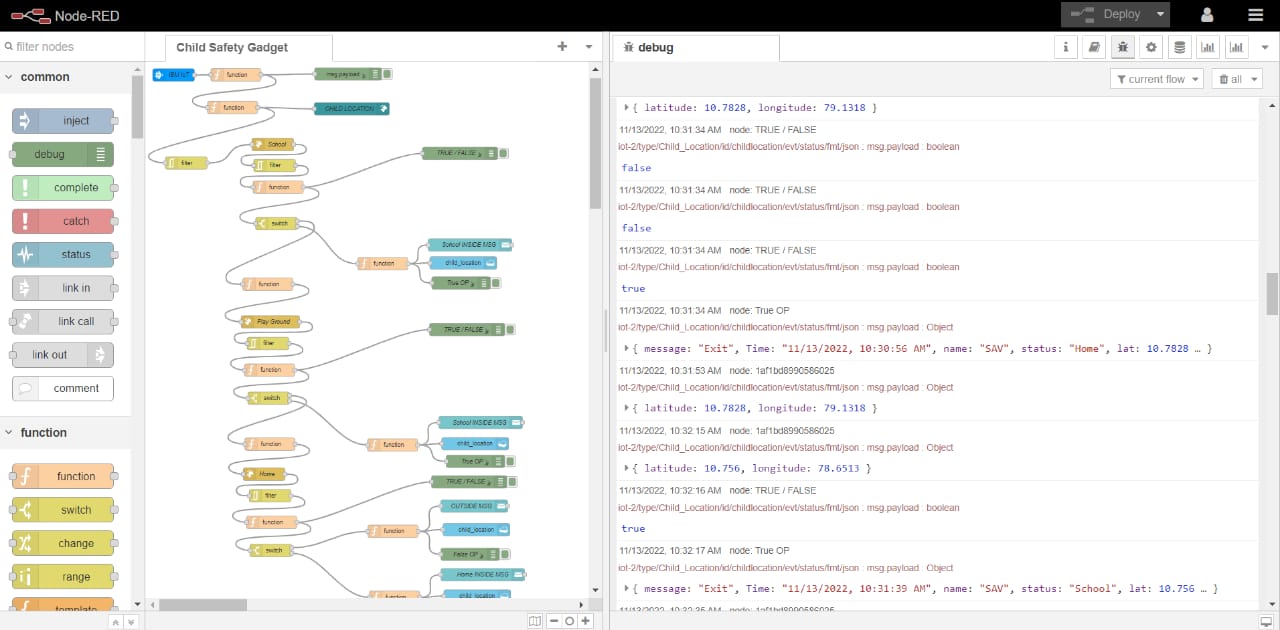 Node-RED
Deploy
filter nodes
common
inject
debug
complete
catch
status
link in
link call
link out
comment
function
function
switch
change
range
template
Child Safety Gadget
IBM IoT
function
msg.payload
function
CHILD LOCATION
School
filter
filter
TRUE / FALSE
function
switch
School INSIDE MSG
function
child_location
True OP
function
Play Ground
TRUE / FALSE
filter
function
switch
School INSIDE MSG
function
function
child_location
True OP
Home
TRUE / FALSE
filter
OUTSIDE MSG
function
function
child_location
switch
False OP
Home INSIDE MSG
function
child_location
debug
current flow
all
{ latitude: 10.7828, longitude: 79.1318 }
11/13/2022, 10:31:34 AM node: TRUE / FALSE
iot-2/type/Child_Location/id/childlocation/evt/status/fmt/json : msg.payload : boolean
false
11/13/2022, 10:31:34 AM node: TRUE / FALSE
iot-2/type/Child_Location/id/childlocation/evt/status/fmt/json : msg.payload : boolean
false
11/13/2022, 10:31:34 AM node: TRUE / FALSE
iot-2/type/Child_Location/id/childlocation/evt/status/fmt/json : msg.payload : boolean
true
11/13/2022, 10:31:34 AM node: True OP
iot-2/type/Child_Location/id/childlocation/evt/status/fmt/json : msg.payload : Object
{ message: "Exit", Time: "11/13/2022, 10:30:56 AM", name: "SAV", status: "Home", lat: 10.7828 … }
11/13/2022, 10:31:53 AM node: 1af1bd8990586025
iot-2/type/Child_Location/id/childlocation/evt/status/fmt/json : msg.payload : Object
{ latitude: 10.7828, longitude: 79.1318 }
11/13/2022, 10:32:15 AM node: 1af1bd8990586025
iot-2/type/Child_Location/id/childlocation/evt/status/fmt/json : msg.payload : Object
{ latitude: 10.756, longitude: 78.6513 }
11/13/2022, 10:32:16 AM node: TRUE / FALSE
iot-2/type/Child_Location/id/childlocation/evt/status/fmt/json : msg.payload : boolean
true
11/13/2022, 10:32:17 AM node: True OP
iot-2/type/Child_Location/id/childlocation/evt/status/fmt/json : msg.payload : Object
{ message: "Exit", Time: "11/13/2022, 10:31:39 AM", name: "SAV", status: "School", lat: 10.756 … }